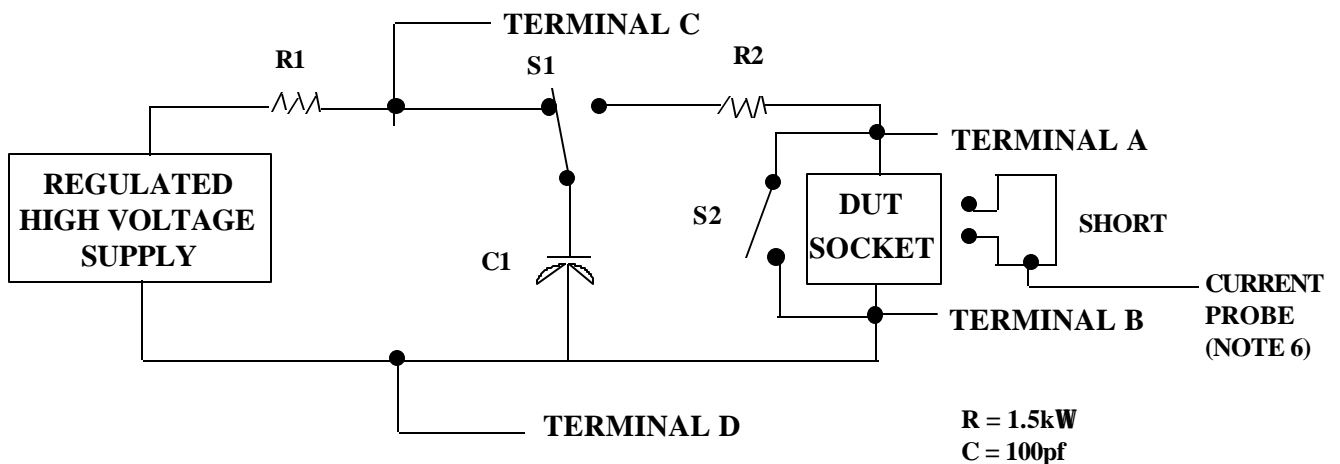 TERMINAL C
R1
S1
R2
TERMINAL A
REGULATED
HIGH VOLTAGE
SUPPLY
S2
DUT
SOCKET
SHORT
C1
CURRENT
PROBE
(NOTE 6)
TERMINAL B
TERMINAL D
R = 1.5kW
C = 100pf